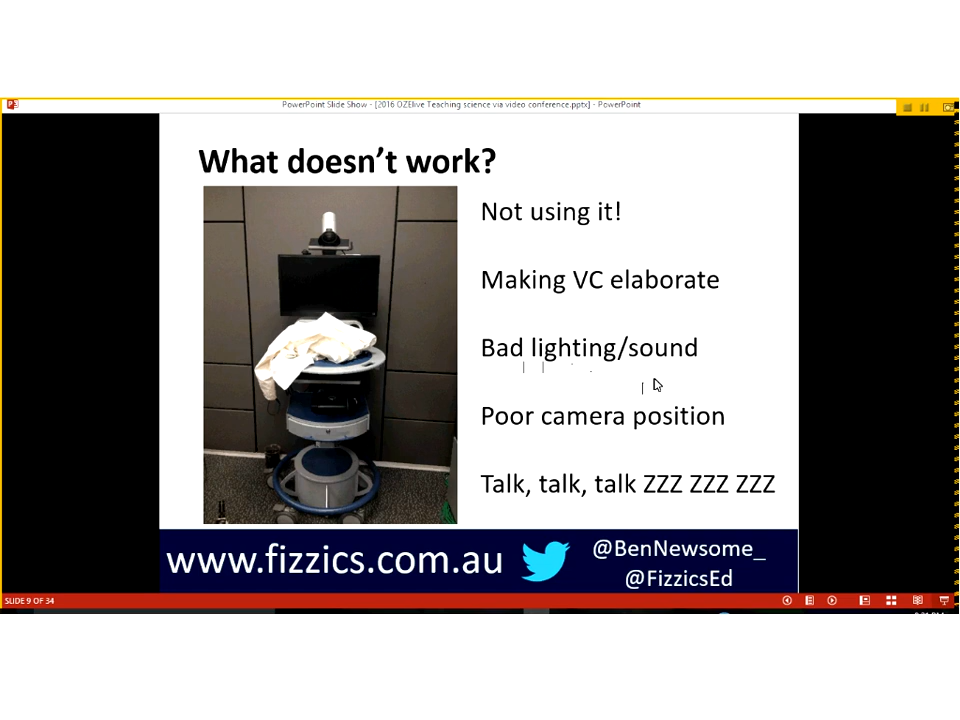 PowerPoint Slide Show - [2016 OZElive Teaching science via video conference.pptx] - PowerPoint
What doesn't work?
Not using it!
Making VC elaborate
Bad lighting/sound
Poor camera position
Talk, talk, talk ZZZ ZZZ ZZZ
www.fizzics.com.au
@BenNewsome_
@FizzicsEd
SLIDE 9 OF 34